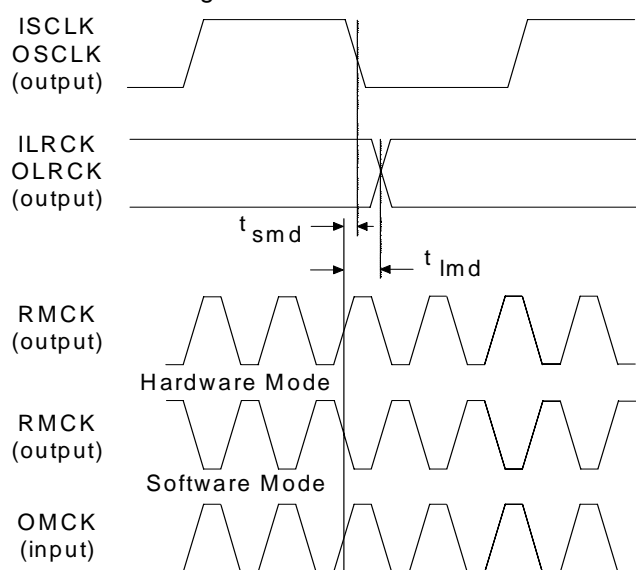 ISCLK
OSCLK
(output)
ILRCK
OLRCK
(output)
t smd
t lmd
RMCK
(output)
Hardware Mode
RMCK
(output)
Software Mode
OMCK
(input)